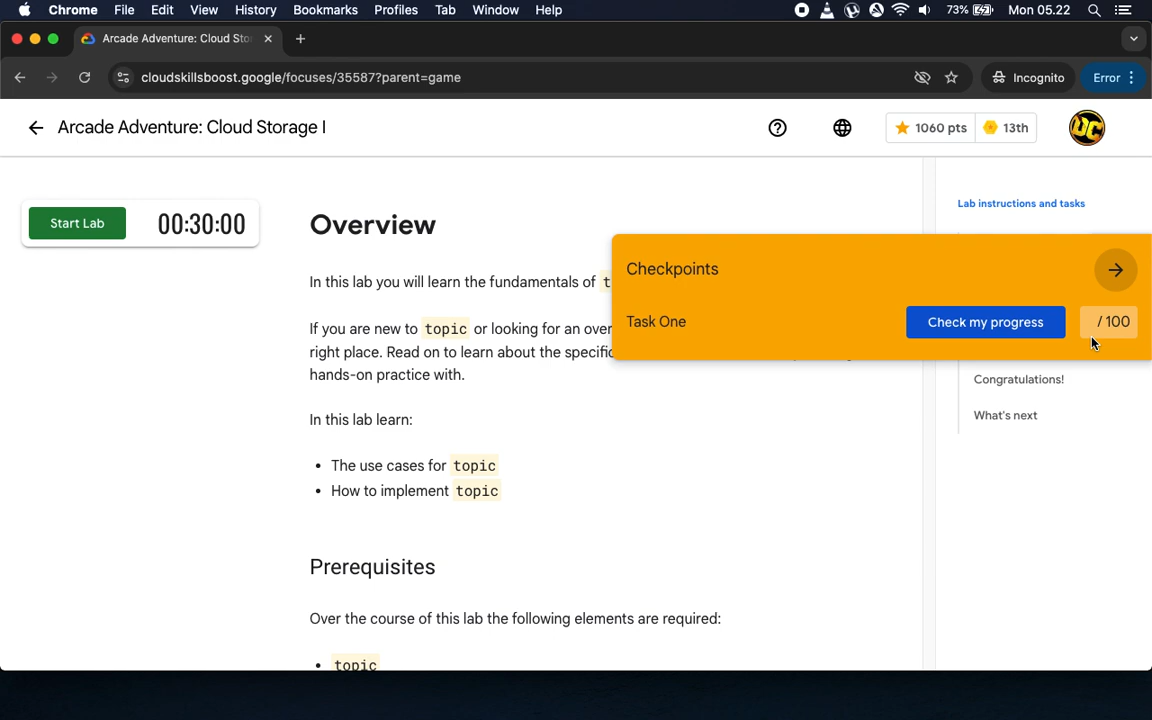 Chrome File Edit View History Bookmarks Profiles Tab Window Help 73% Mon 05.22
Arcade Adventure: Cloud Sto
cloudskillsboost.google/focuses/35587?parent=game Incognito Error
Arcade Adventure: Cloud Storage I 1060 pts 13th
Start Lab 00:30:00
Overview
Lab instructions and tasks
In this lab you will learn the fundamentals of t
Checkpoints
Task One Check my progress / 100
If you are new to topic or looking for an over
right place. Read on to learn about the specific
hands-on practice with.
Congratulations!
What's next
In this lab learn:
• The use cases for topic
• How to implement topic
Prerequisites
Over the course of this lab the following elements are required:
• topic